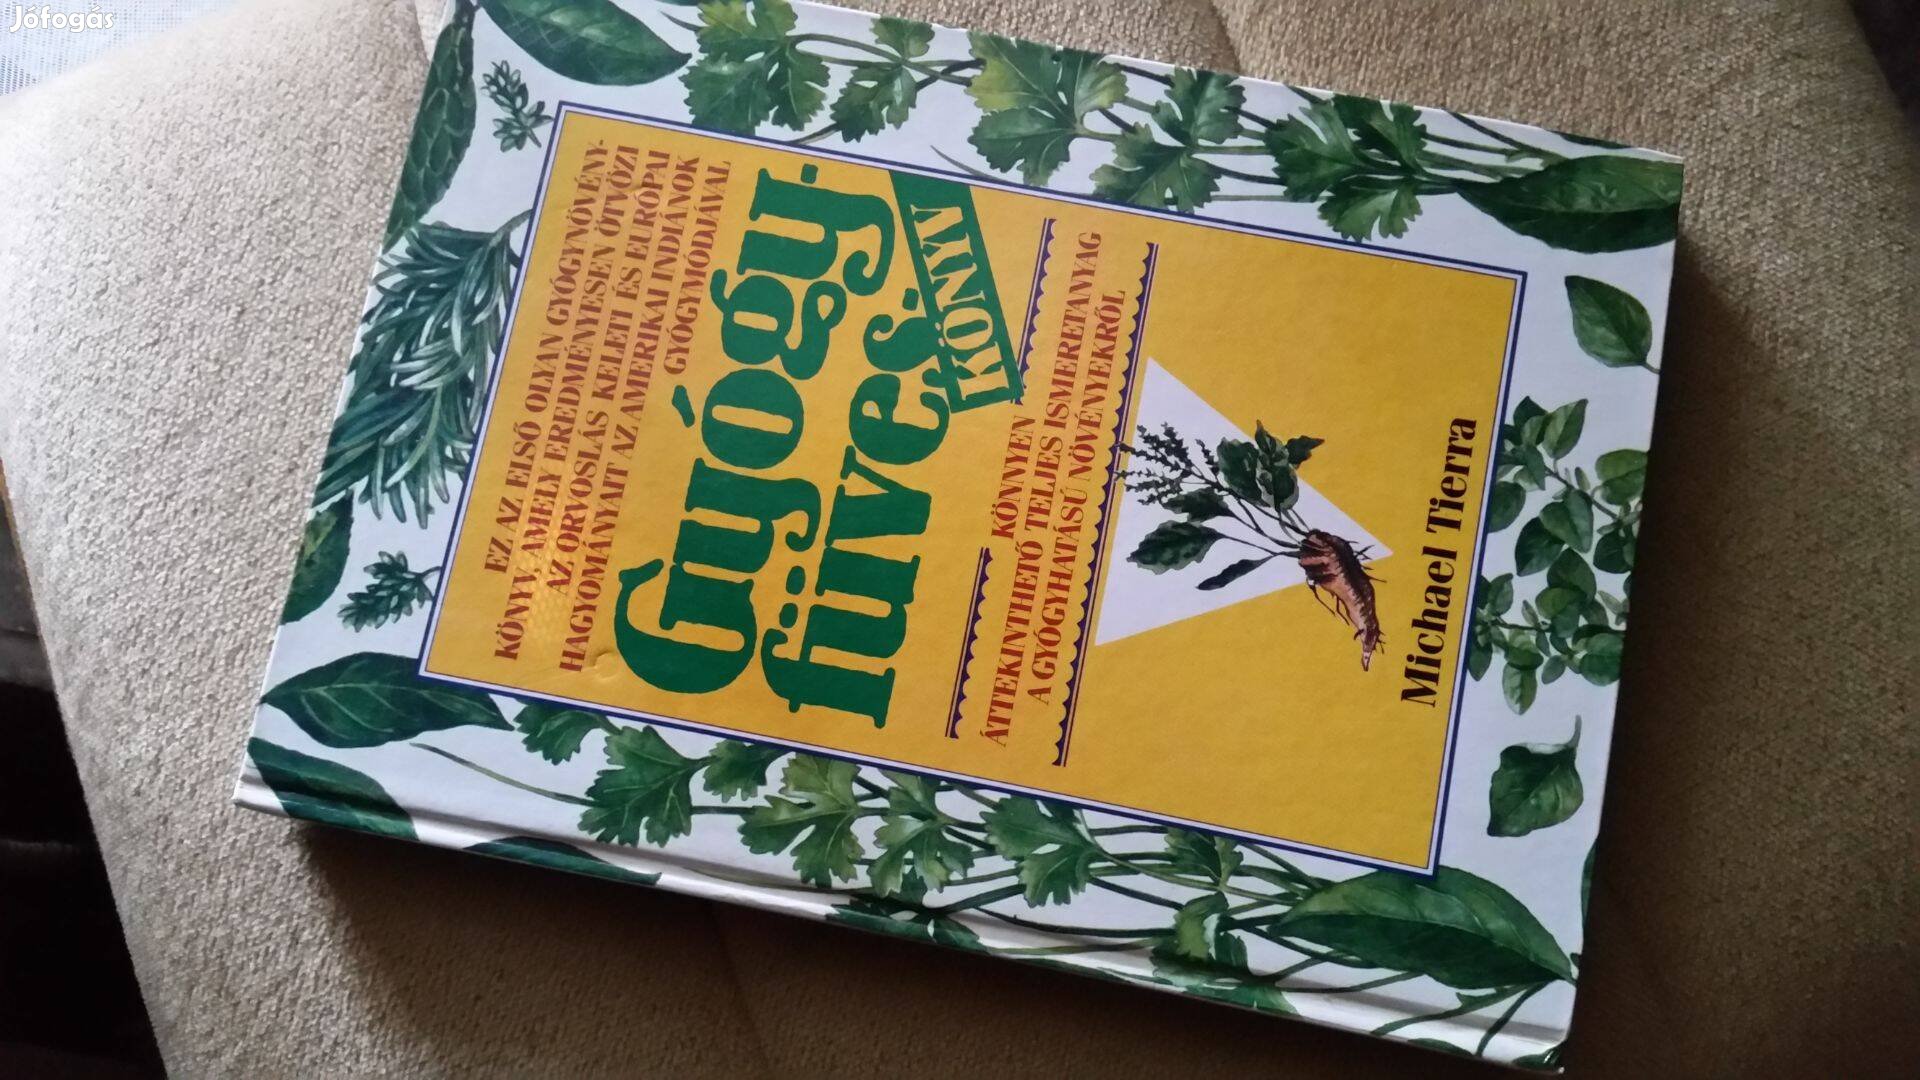 Jófogás
EZ AZ ELSŐ OLYAN GYÓGYNÖVÉNY-
KÖNYV, AMELY EREDMÉNYESEN ÖTVÖZI
AZ ORVOSLÁS KELETI ÉS EURÓPAI
HAGYOMÁNYAIT AZ AMERIKAI INDIÁNOK
GYÓGYMÓDJÁVAL
Gyógy-
füves
KÖNYV
KÖNNYEN
ÁTTEKINTHETŐ TELJES ISMERETANYAG
A GYÓGYHATÁSÚ NÖVÉNYEKRŐL
Michael Tierra